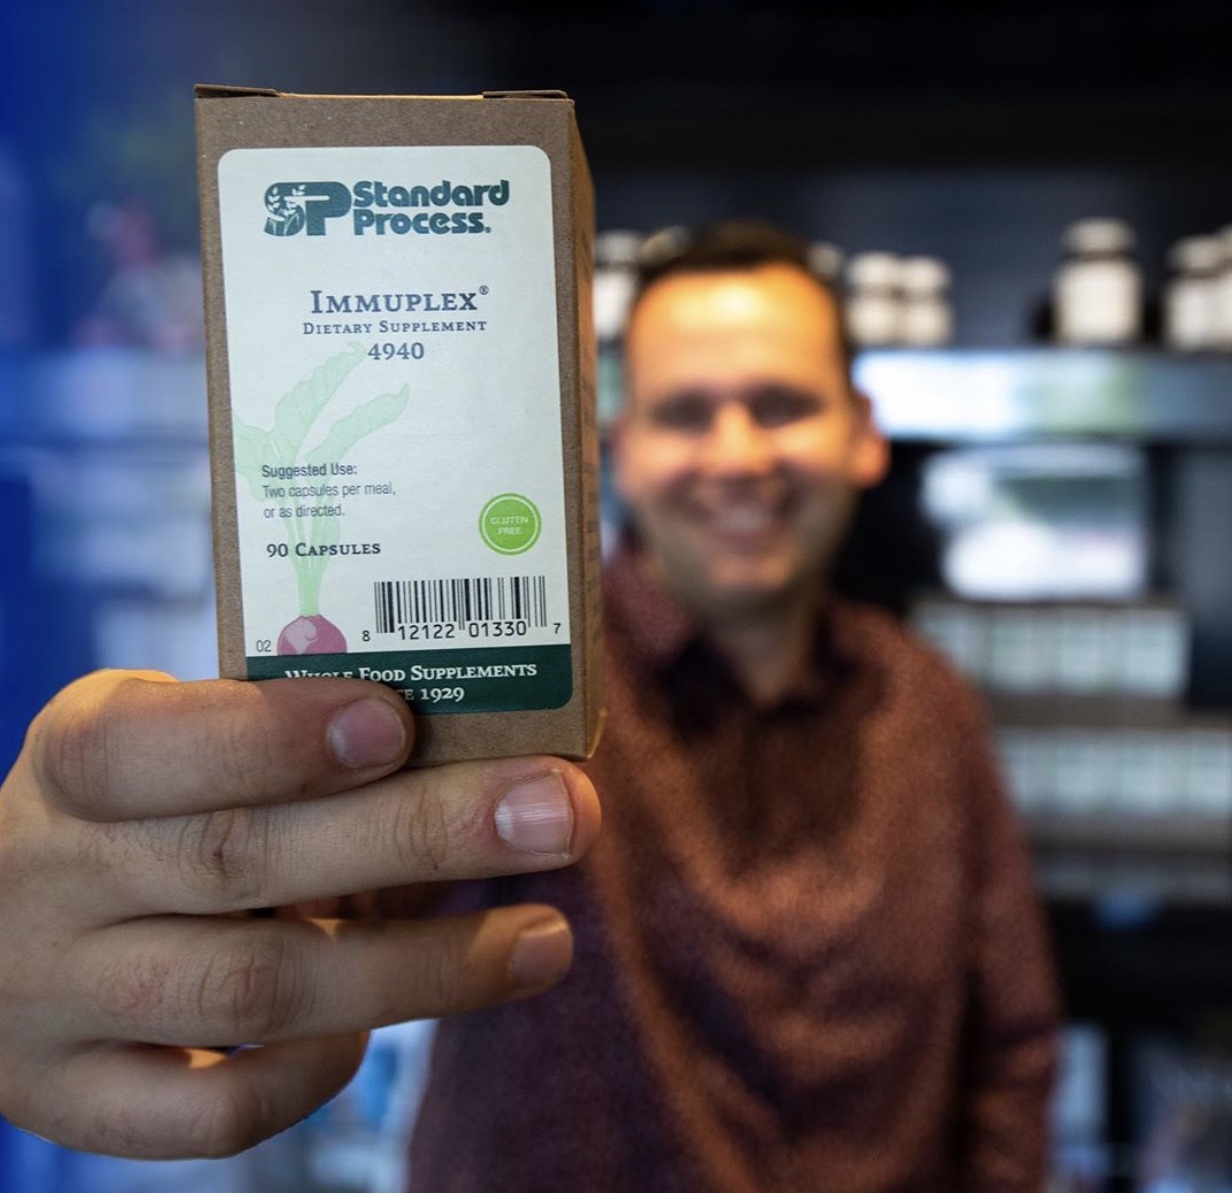 SP Standard
Process.
IMMUPLEX®
DIETARY SUPPLEMENT
4940
Suggested Use:
Two capsules per meal,
or as directed.
GLUTEN
FREE
90 CAPSULES
02
8 12122 01330 7
WHOLE FOOD SUPPLEMENTS
1929